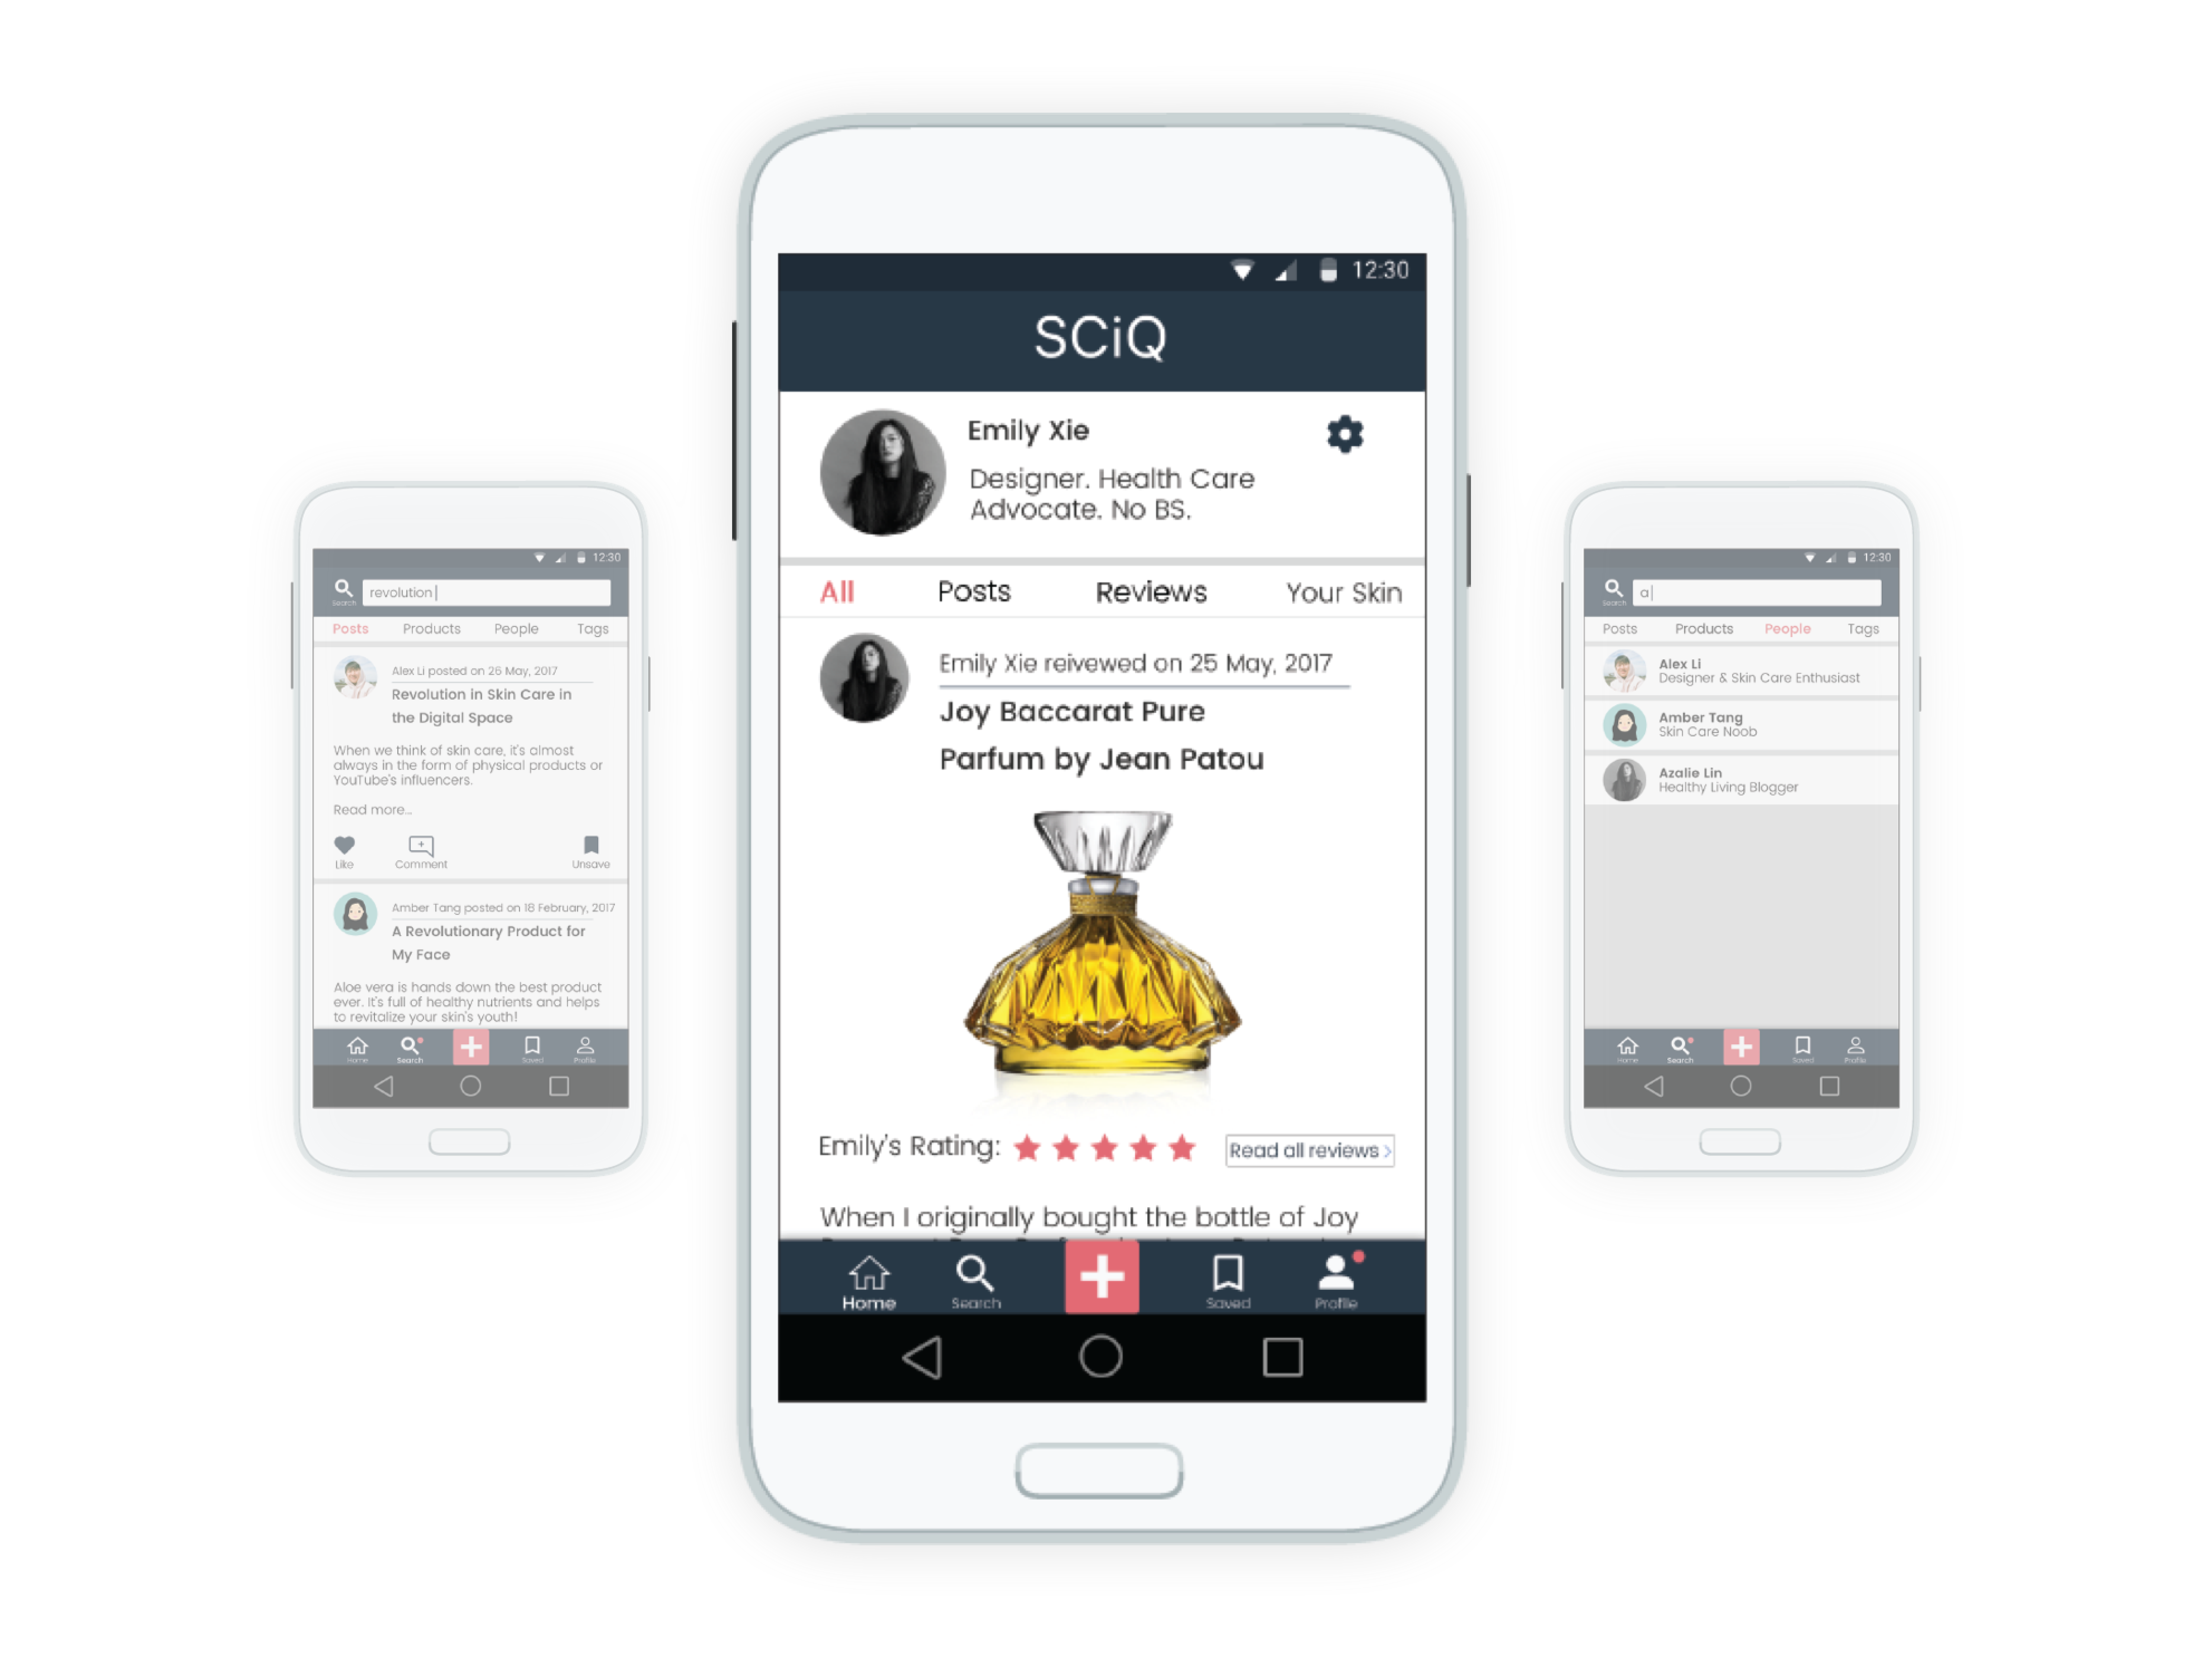 12:30
revolution
Search
Posts Products People Tags
Alex Li posted on 26 May, 2017
Revolution in Skin Care in
the Digital Space
When we think of skin care, it's almost
always in the form of physical products or
YouTube's influencers.
Read more...
Like Comment Unsave
Amber Tang posted on 18 February, 2017
A Revolutionary Product for
My Face
Aloe vera is hands down the best product
ever. It's full of healthy nutrients and helps
to revitalize your skin's youth!
Home Search Saved Profile
12:30
SCiQ
Emily Xie
Designer. Health Care
Advocate. No BS.
All Posts Reviews Your Skin
Emily Xie reivewed on 25 May, 2017
Joy Baccarat Pure
Parfum by Jean Patou
Emily's Rating: Read all reviews >
When I originally bought the bottle of Joy
Home Search Saved Profile
12:30
a
Search
Posts Products People Tags
Alex Li
Designer & Skin Care Enthusiast
Amber Tang
Skin Care Noob
Azalie Lin
Healthy Living Blogger
Home Search Saved Profile